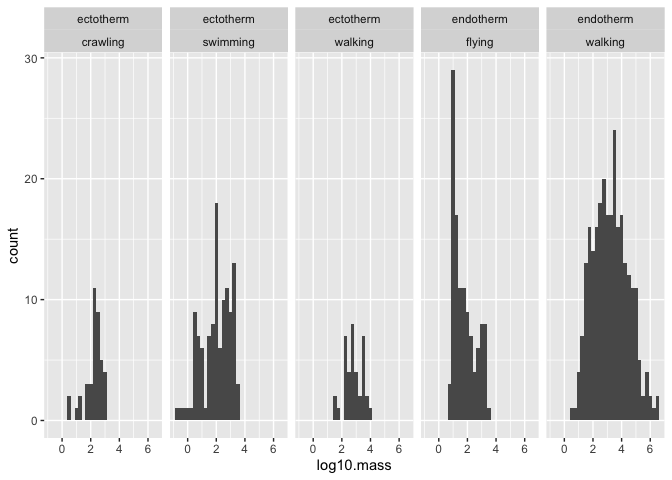 ectotherm ectotherm ectotherm endotherm endotherm
crawling swimming walking flying walking
30
20
10
0
count
0 2 4 6 0 2 4 6 0 2 4 6 0 2 4 6 0 2 4 6
log10.mass